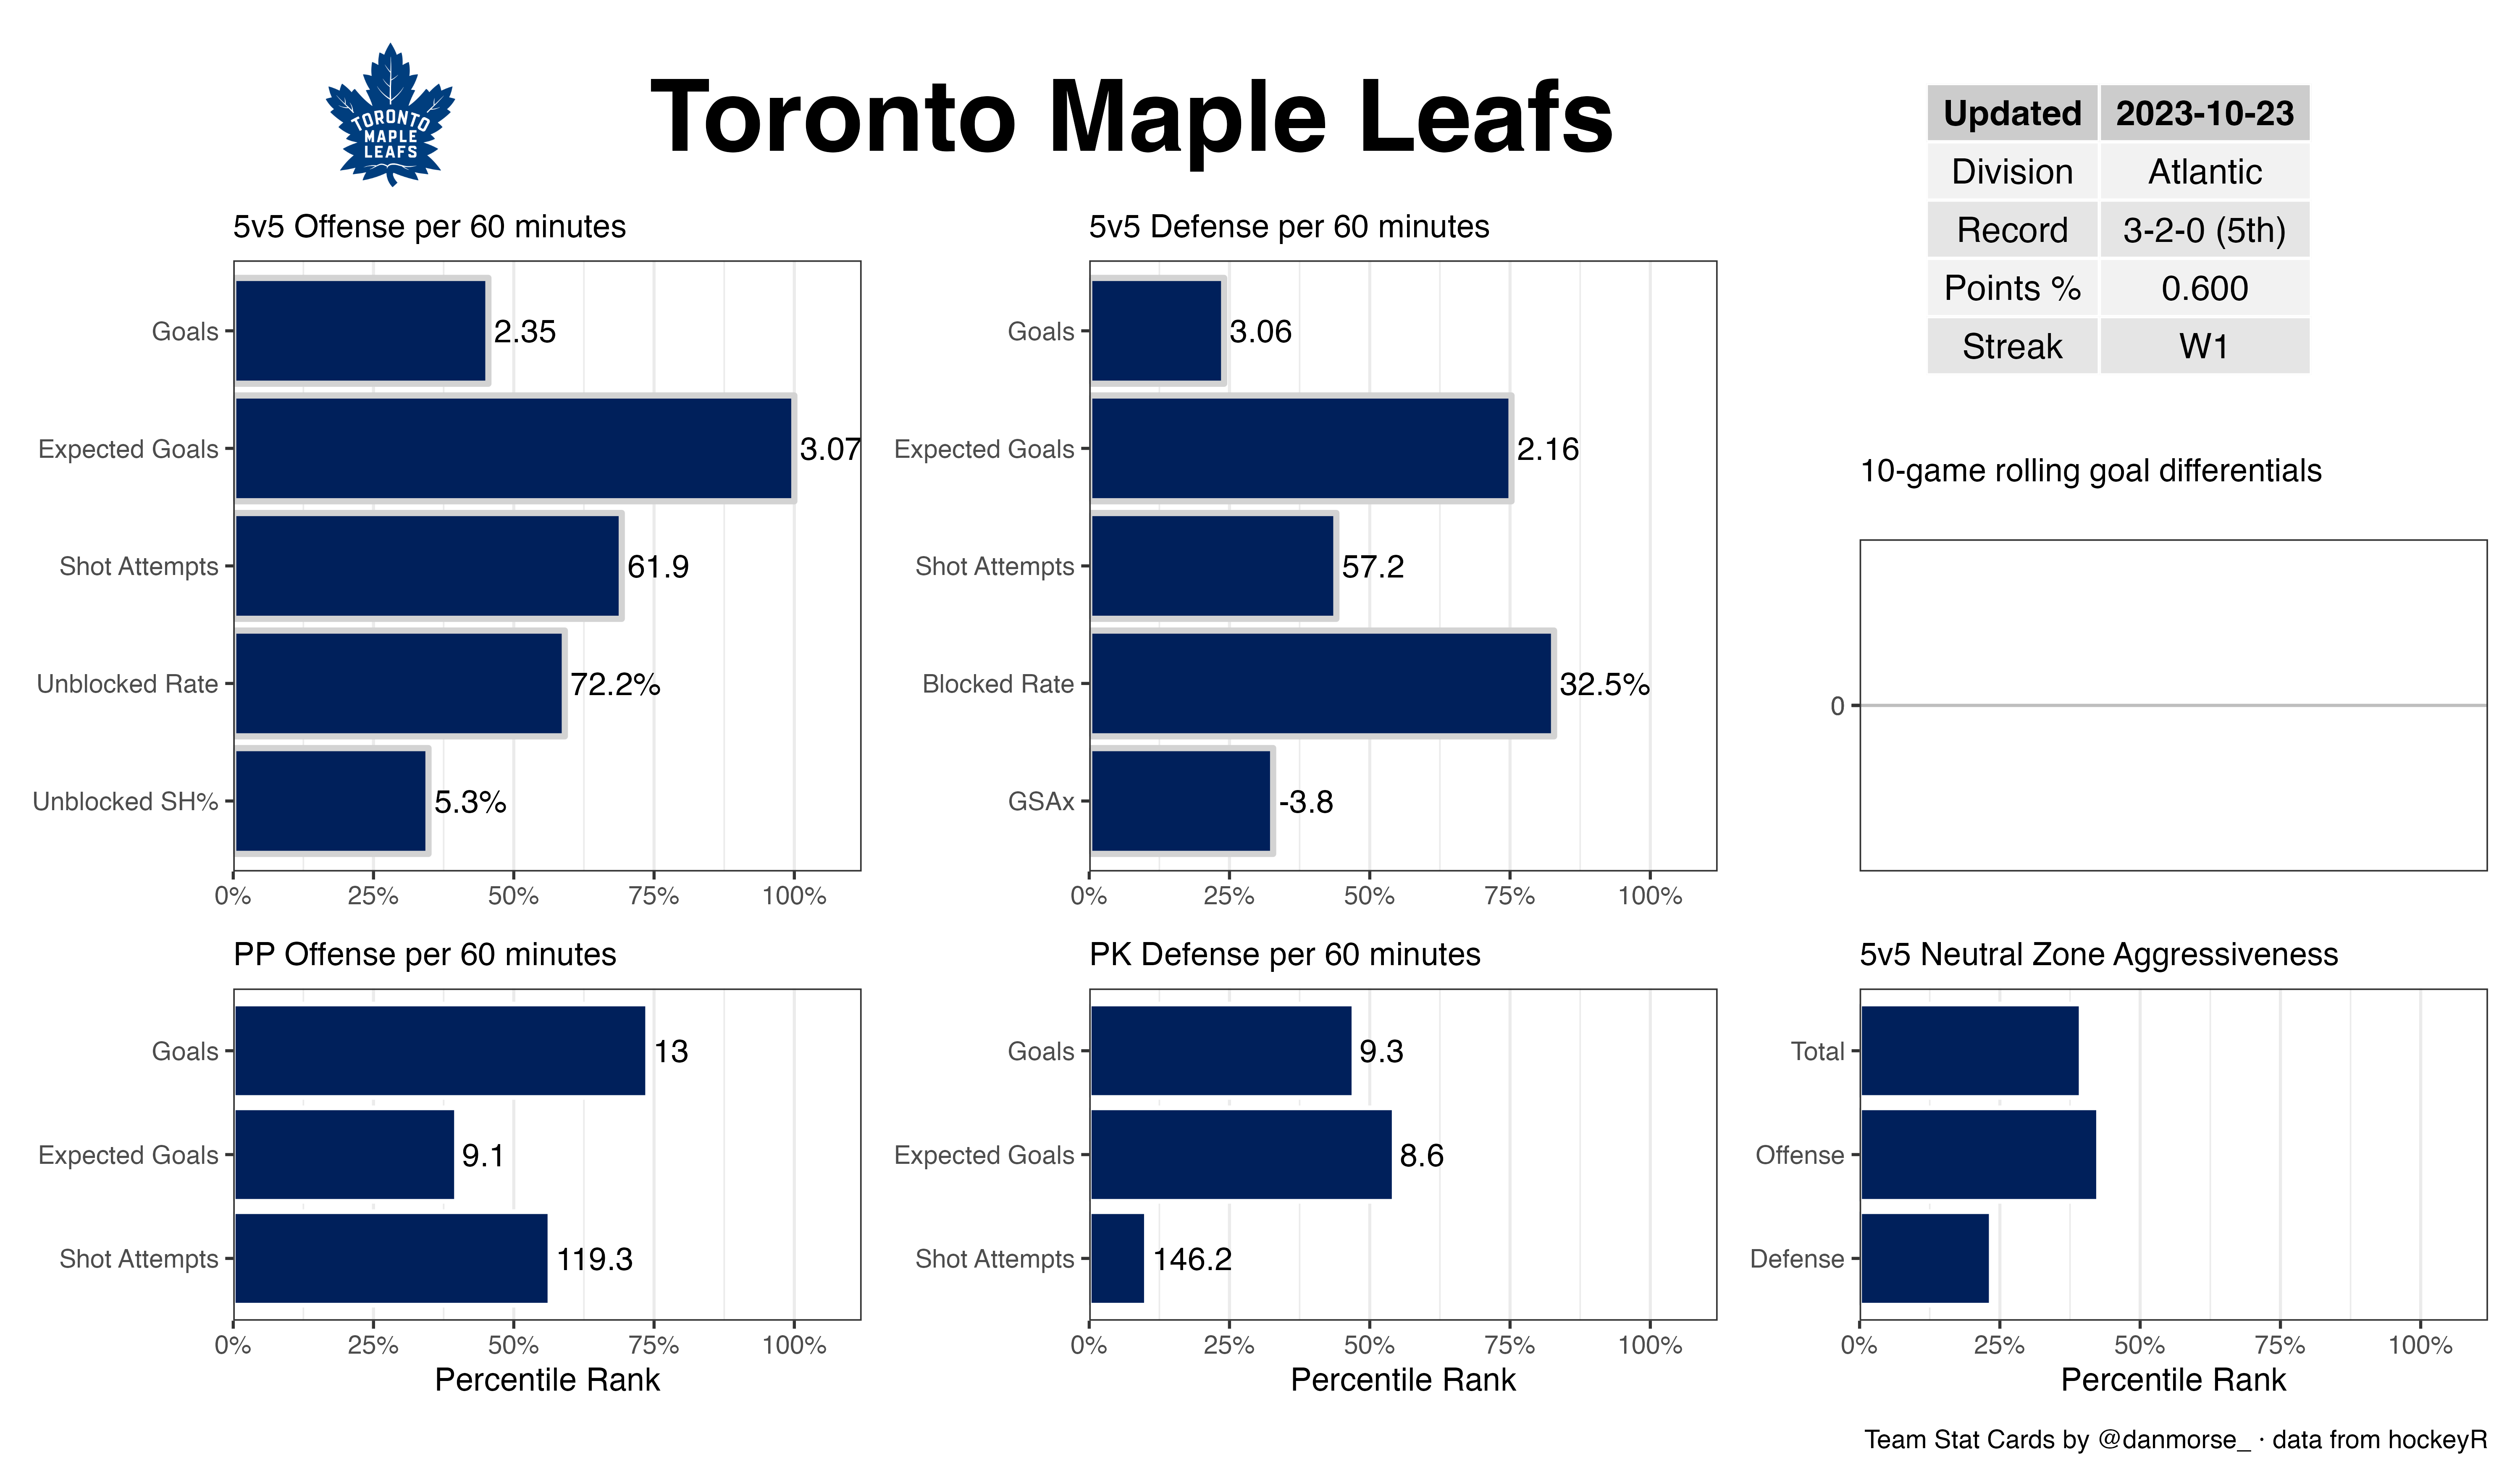 TORONTO
MAPLE
LEAFS
Toronto Maple Leafs
Updated 2023-10-23
Division Atlantic
Record 3-2-0 (5th)
Points % 0.600
Streak W1
5v5 Offense per 60 minutes
Goals 2.35
Expected Goals 3.07
Shot Attempts 61.9
Unblocked Rate 72.2%
Unblocked SH% 5.3%
0% 25% 50% 75% 100%
5v5 Defense per 60 minutes
Goals 3.06
Expected Goals 2.16
Shot Attempts 57.2
Blocked Rate 32.5%
GSAx -3.8
0% 25% 50% 75% 100%
10-game rolling goal differentials
0
PP Offense per 60 minutes
Goals 13
Expected Goals 9.1
Shot Attempts 119.3
0% 25% 50% 75% 100%
Percentile Rank
PK Defense per 60 minutes
Goals 9.3
Expected Goals 8.6
Shot Attempts 146.2
0% 25% 50% 75% 100%
Percentile Rank
5v5 Neutral Zone Aggressiveness
Total
Offense
Defense
0% 25% 50% 75% 100%
Percentile Rank
Team Stat Cards by @danmorse_ · data from hockeyR